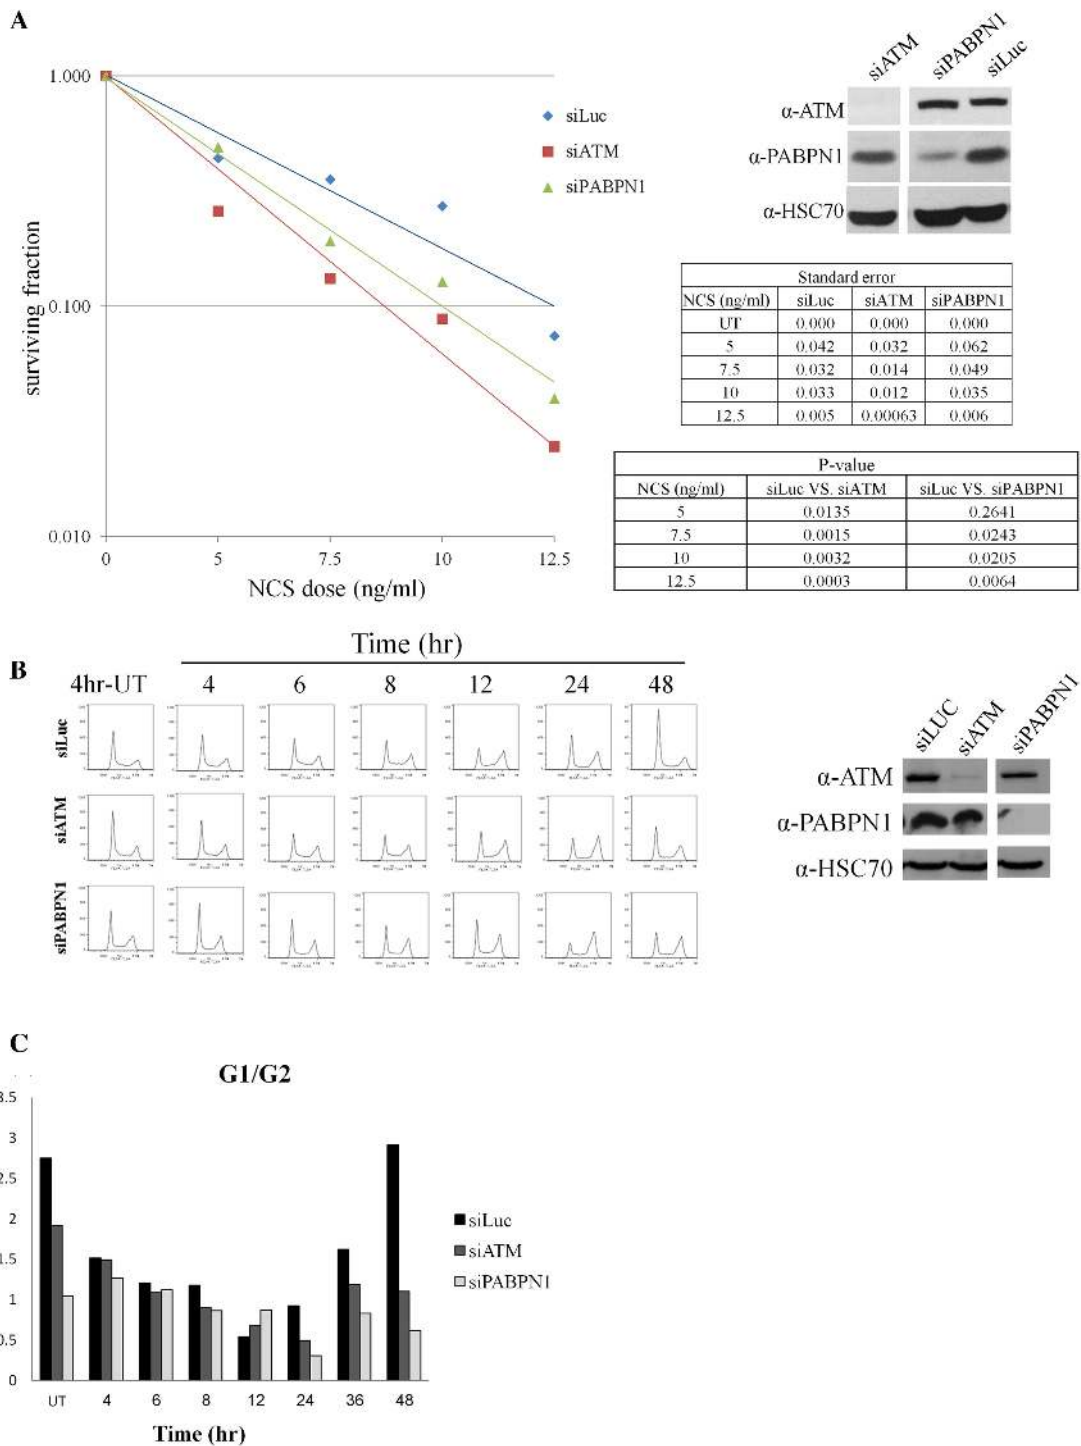 A
1.000
0.100
0.010
surviving fraction
0 5 7.5 10 12.5
NCS dose (ng/ml)
siLuc
siATM
siPABPN1
siATM siPABPN1 siLuc
α-ATM
α-PABPN1
α-HSC70
Standard error
NCS (ng/ml) siLuc siATM siPABPN1
UT 0.000 0.000 0.000
5 0.042 0.032 0.062
7.5 0.032 0.014 0.049
10 0.033 0.012 0.035
12.5 0.005 0.00063 0.006
P-value
NCS (ng/ml) siLuc VS. siATM siLuc VS. siPABPN1
5 0.0135 0.2641
7.5 0.0015 0.0243
10 0.0032 0.0205
12.5 0.0003 0.0064
B
Time (hr)
4hr-UT 4 6 8 12 24 48
siLuc
siATM
siPABPN1
siLUC siATM siPABPN1
α-ATM
α-PABPN1
α-HSC70
C
G1/G2
3
2.5
2
1.5
1
0.5
0
UT 4 6 8 12 24 36 48
Time (hr)
siLuc
siATM
siPABPN1